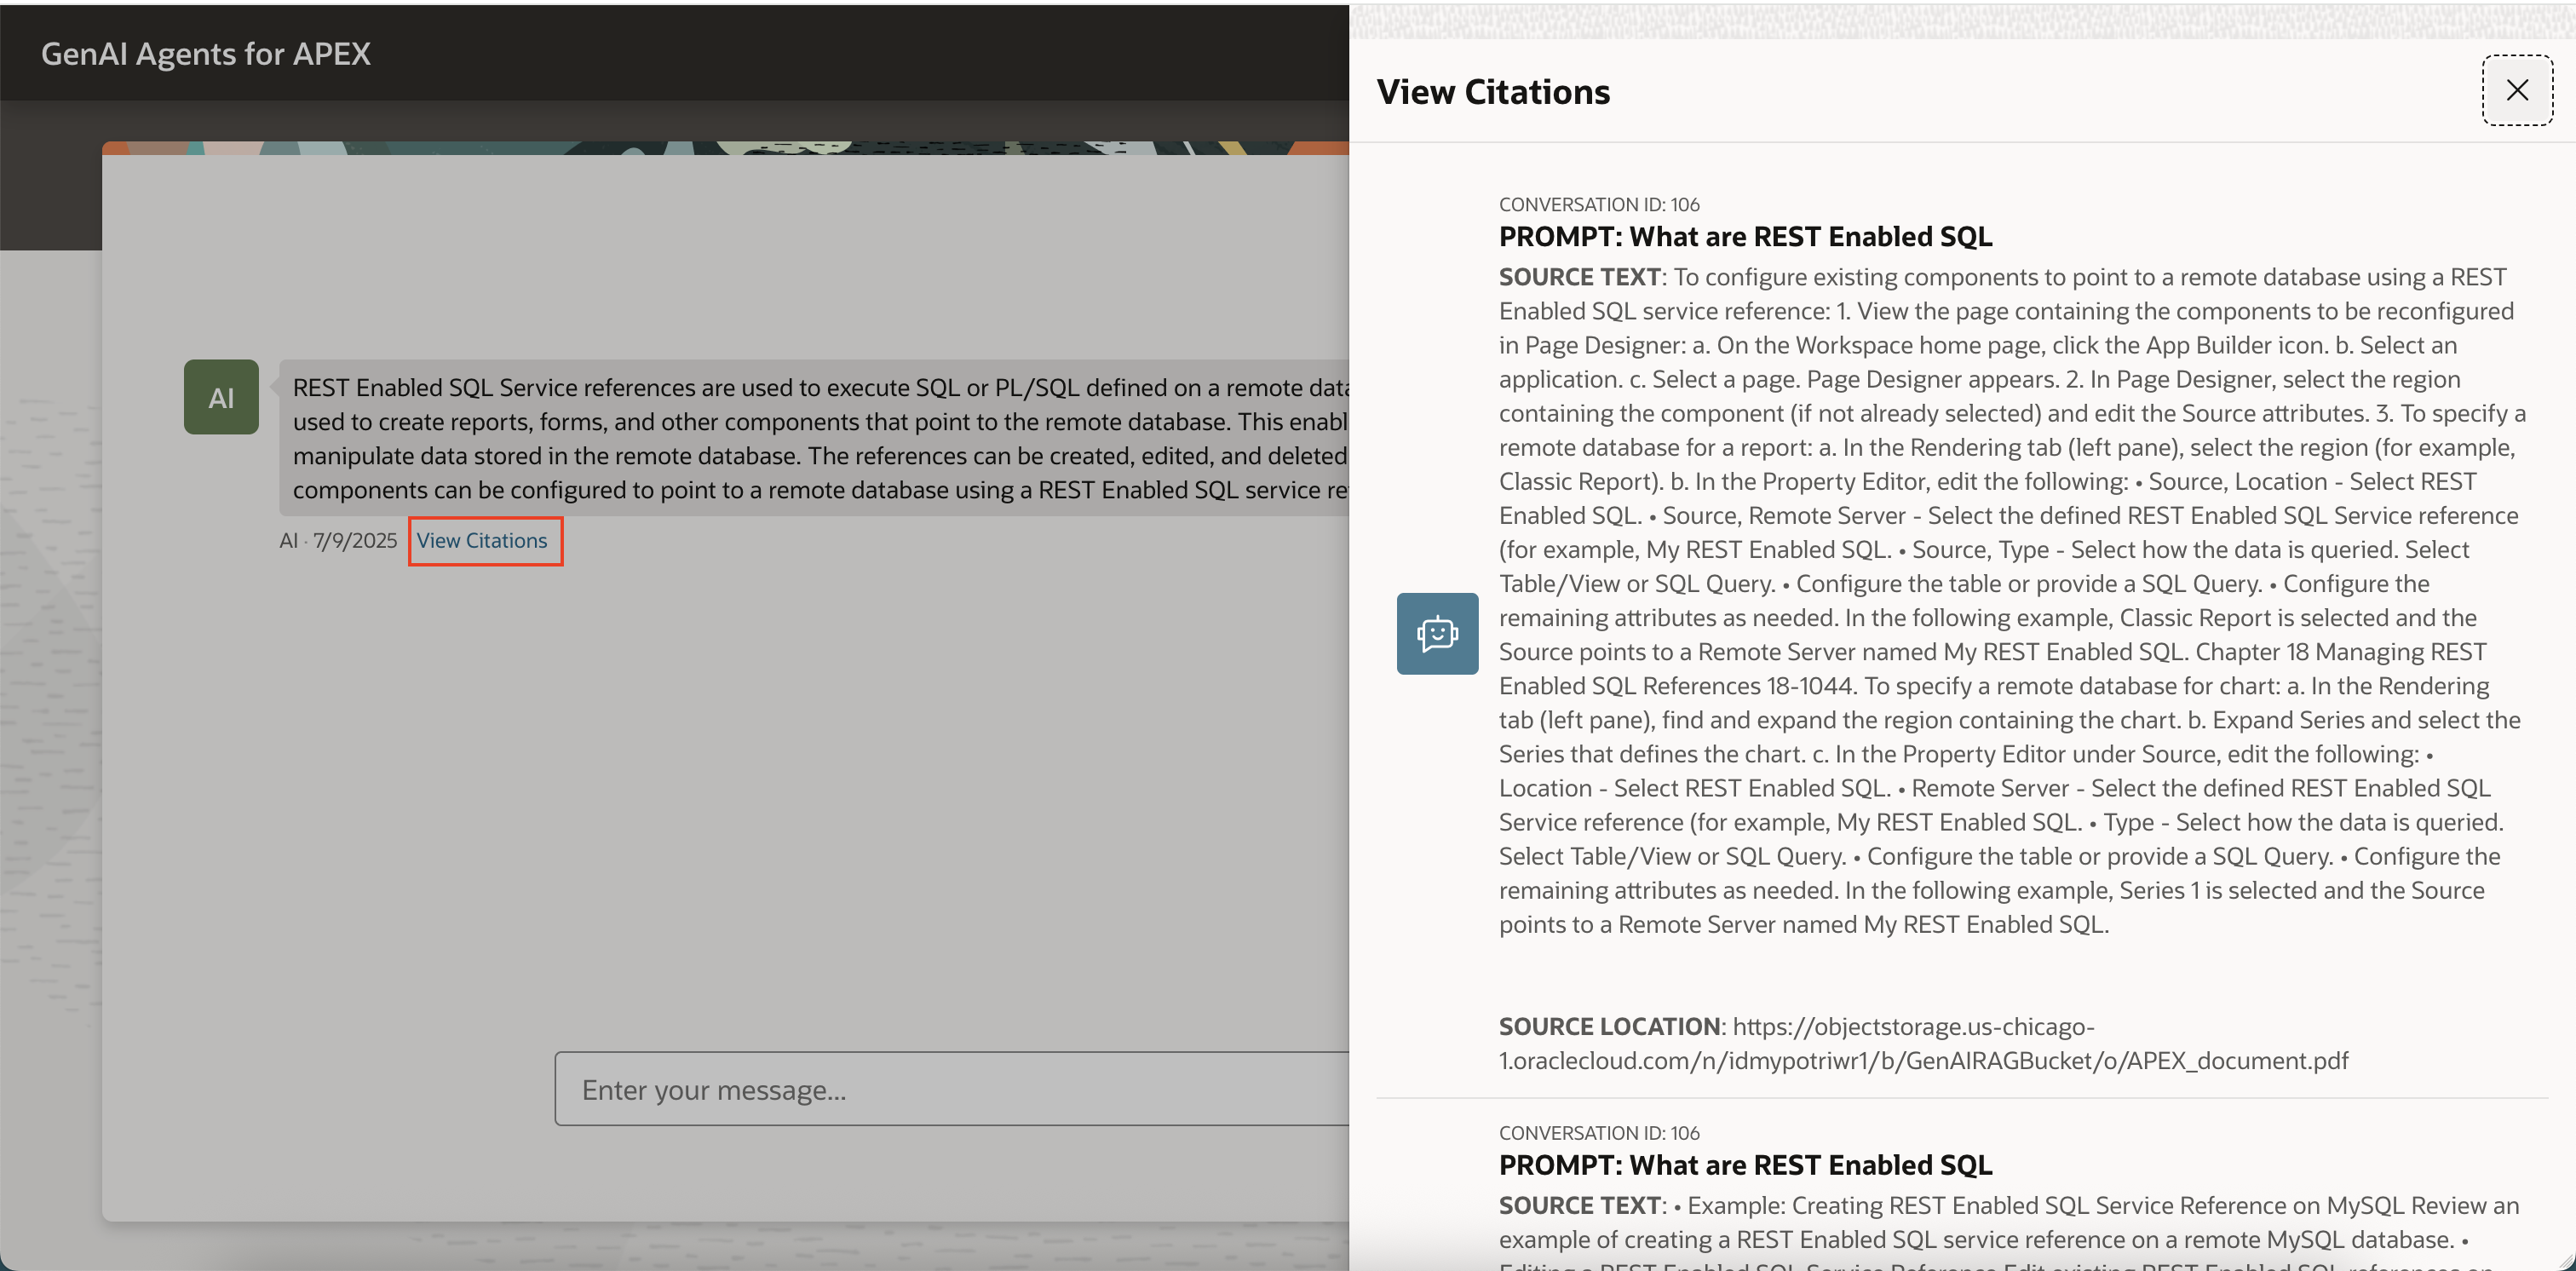 GenAI Agents for APEX
AI
REST Enabled SQL Service references are used to execute SQL or PL/SQL defined on a remote
used to create reports, forms, and other components that point to the remote database. This
manipulate data stored in the remote database. The references can be created, edited, and deleted
components can be configured to point to a remote database using a REST Enabled SQL service
AI · 7/9/2025 View Citations
Enter your message...
View Citations
CONVERSATION ID: 106
PROMPT: What are REST Enabled SQL
SOURCE TEXT: To configure existing components to point to a remote database using a REST
Enabled SQL service reference: 1. View the page containing the components to be reconfigured
in Page Designer: a. On the Workspace home page, click the App Builder icon. b. Select an
application. c. Select a page. Page Designer appears. 2. In Page Designer, select the region
containing the component (if not already selected) and edit the Source attributes. 3. To specify a
remote database for a report: a. In the Rendering tab (left pane), select the region (for example,
Classic Report). b. In the Property Editor, edit the following: • Source, Location - Select REST
Enabled SQL. • Source, Remote Server - Select the defined REST Enabled SQL Service reference
(for example, My REST Enabled SQL. • Source, Type - Select how the data is queried. Select
Table/View or SQL Query. • Configure the table or provide a SQL Query. • Configure the
remaining attributes as needed. In the following example, Classic Report is selected and the
Source points to a Remote Server named My REST Enabled SQL. Chapter 18 Managing REST
Enabled SQL References 18-1044. To specify a remote database for chart: a. In the Rendering
tab (left pane), find and expand the region containing the chart. b. Expand Series and select the
Series that defines the chart. c. In the Property Editor under Source, edit the following: •
Location - Select REST Enabled SQL. • Remote Server - Select the defined REST Enabled SQL
Service reference (for example, My REST Enabled SQL. • Type - Select how the data is queried.
Select Table/View or SQL Query. • Configure the table or provide a SQL Query. • Configure the
remaining attributes as needed. In the following example, Series 1 is selected and the Source
points to a Remote Server named My REST Enabled SQL.
SOURCE LOCATION: https://objectstorage.us-chicago-
1.oraclecloud.com/n/idmypotriwr1/b/GenAIRAGBucket/o/APEX_document.pdf
CONVERSATION ID: 106
PROMPT: What are REST Enabled SQL
SOURCE TEXT: • Example: Creating REST Enabled SQL Service Reference on MySQL Review an
example of creating a REST Enabled SQL service reference on a remote MySQL database. •
Editing a REST Enabled SQL Service Reference Edit existing REST Enabled SQL references on